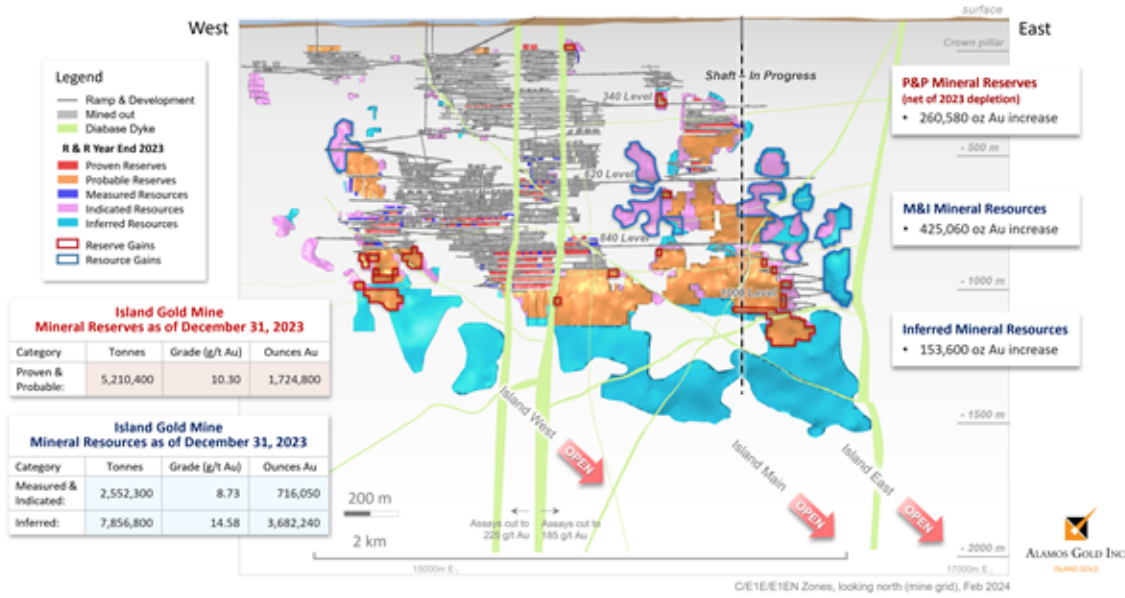 West
East
surface
Crown pillar
Shaft - In Progress
340 Level
620 Level
840 Level
- 500 m
- 1000 m
- 1500 m
- 2000 m
Legend
Ramp & Development
Mined out
Diabase Dyke
R & R Year End 2023
Proven Reserves
Probable Reserves
Measured Resources
Indicated Resources
Inferred Resources
Reserve Gains
Resource Gains
P&P Mineral Reserves
(net of 2023 depletion)
• 260,580 oz Au increase
M&I Mineral Resources
• 425,060 oz Au increase
Inferred Mineral Resources
• 153,600 oz Au increase
Island Gold Mine
Mineral Reserves as of December 31, 2023
Category Tonnes Grade (g/t Au) Ounces Au
Proven & Probable: 5,210,400 10.30 1,724,800
Island Gold Mine
Mineral Resources as of December 31, 2023
Category Tonnes Grade (g/t Au) Ounces Au
Measured & Indicated: 2,552,300 8.73 716,050
Inferred: 7,856,800 14.58 3,682,240
Island West
OPEN
Island Main
OPEN
Island East
OPEN
200 m
2 km
Assays cut to
225 g/t Au
Assays cut to
185 g/t Au
15000m E
17000m E
C/E1E/E1EN Zones, looking north (mine grid), Feb 2024
ALAMOS GOLD INC
ISLAND GOLD